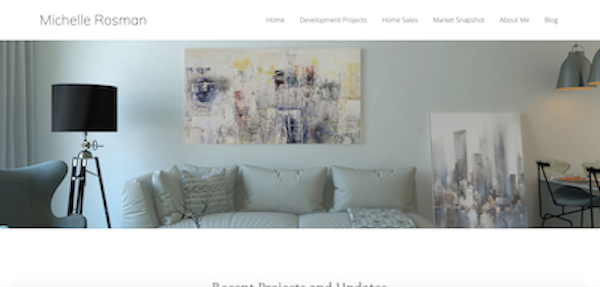 Michelle Rosman
Home Development Projects Home Sales Market Snapshot About Me Blog
Recent Projects and Updates